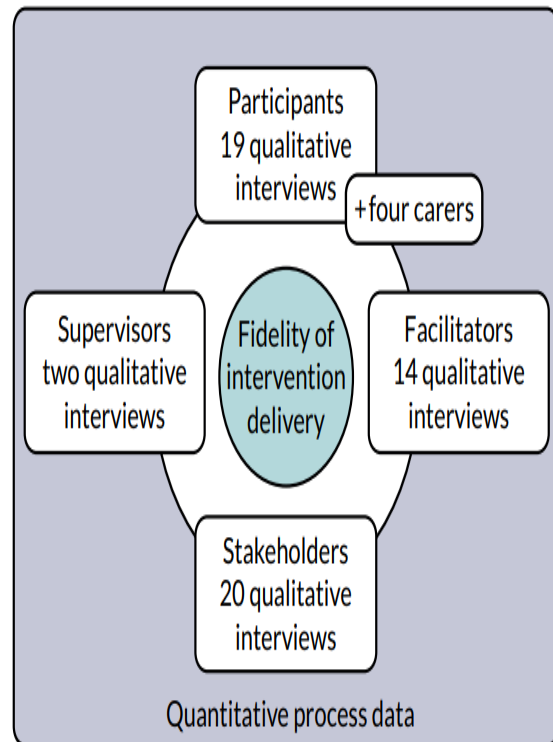 Participants
19 qualitative
interviews
+four carers
Supervisors
two qualitative
interviews
Fidelity of
intervention
delivery
Facilitators
14 qualitative
interviews
Stakeholders
20 qualitative
interviews
Quantitative process data